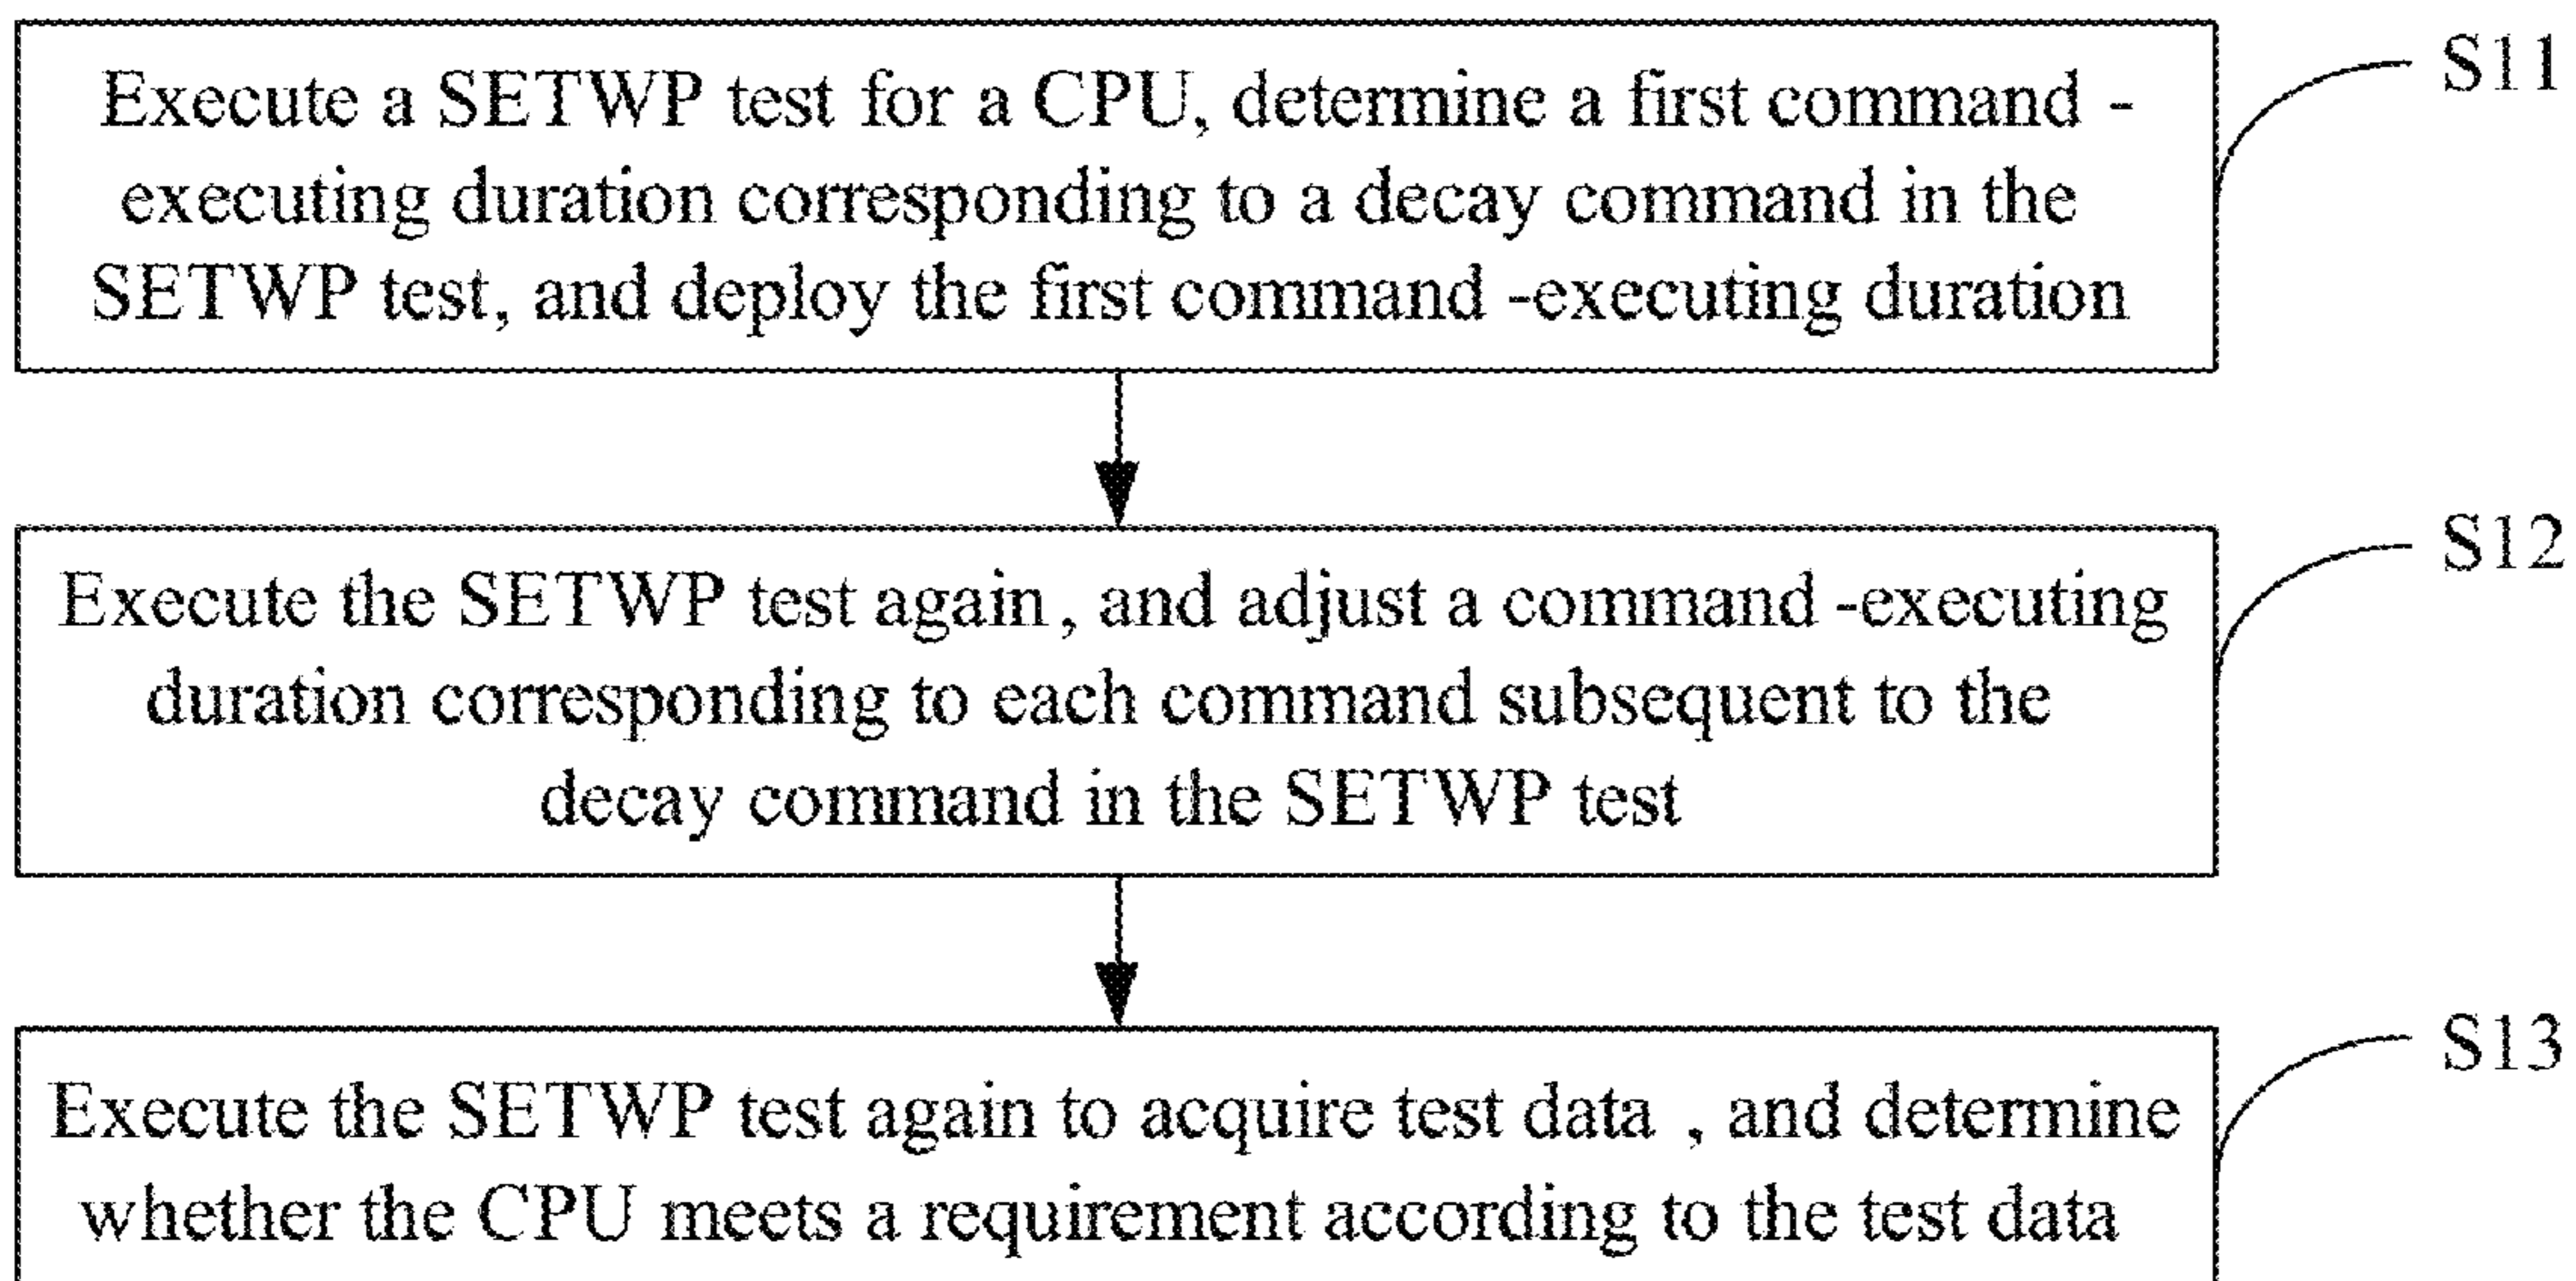 Execute a SETWP test for a CPU, determine a first command -
executing duration corresponding to a decay command in the
SETWP test, and deploy the first command -executing duration
S11
Execute the SETWP test again, and adjust a command -executing
duration corresponding to each command subsequent to the
decay command in the SETWP test
S12
Execute the SETWP test again to acquire test data , and determine
whether the CPU meets a requirement according to the test data
S13